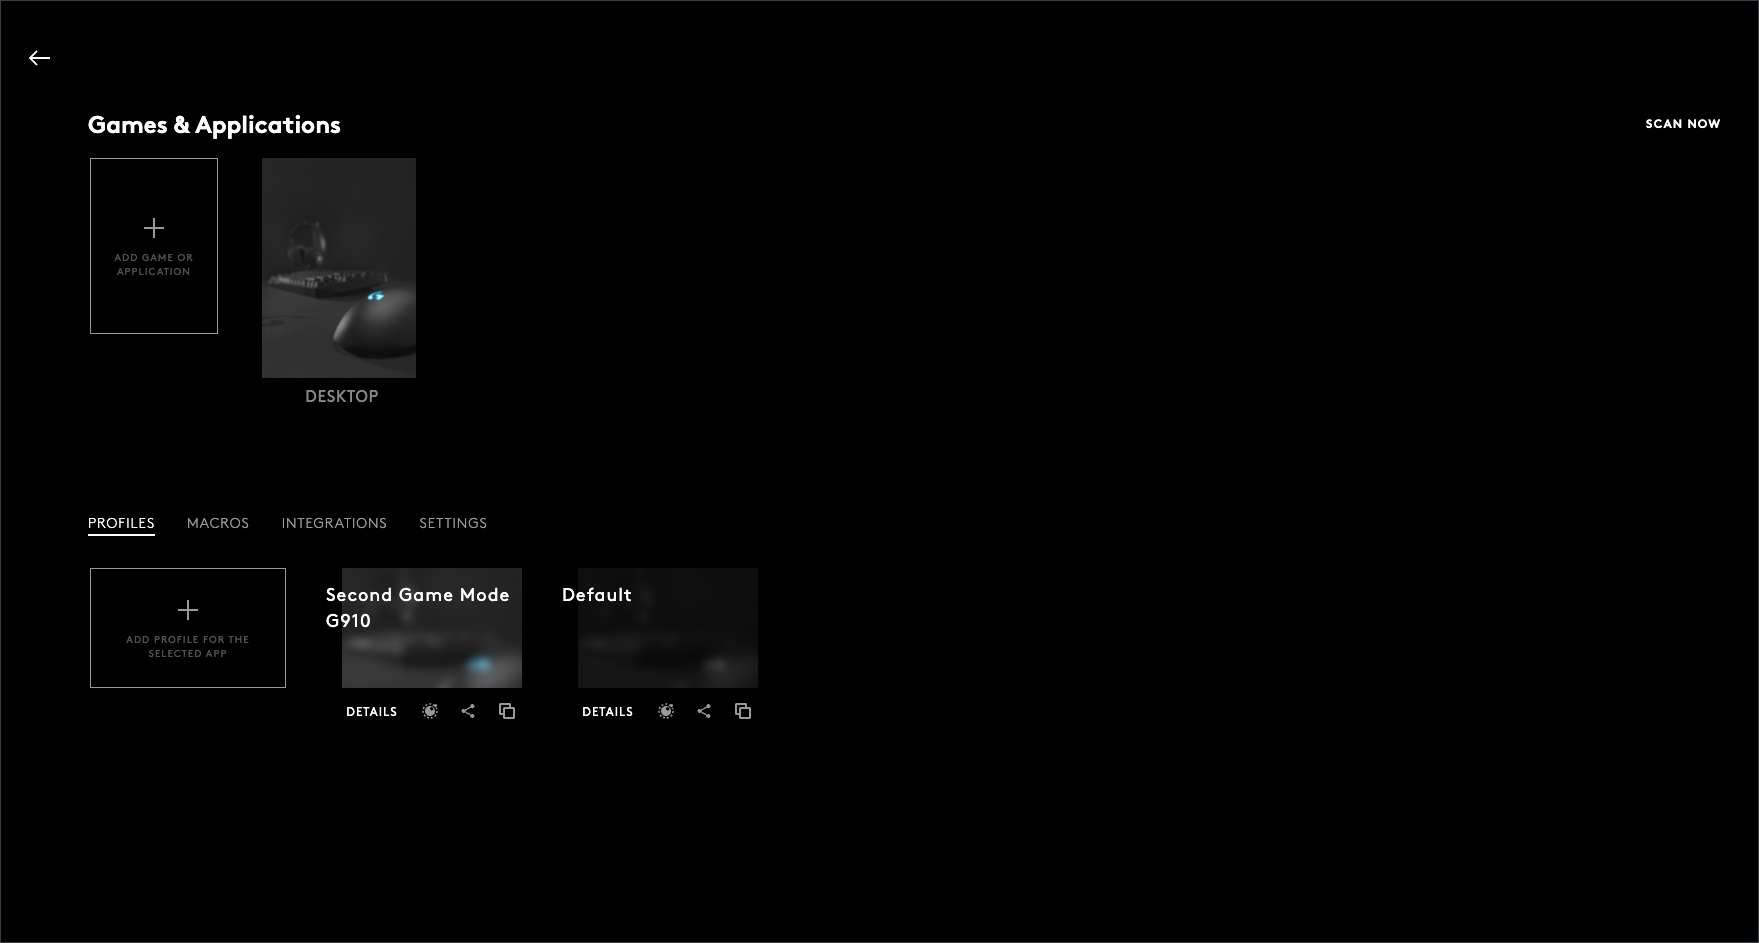 Games & Applications
SCAN NOW
ADD GAME OR
APPLICATION
DESKTOP
PROFILES
MACROS
INTEGRATIONS
SETTINGS
ADD PROFILE FOR THE
SELECTED APP
Second Game Mode
G910
Default
DETAILS
DETAILS